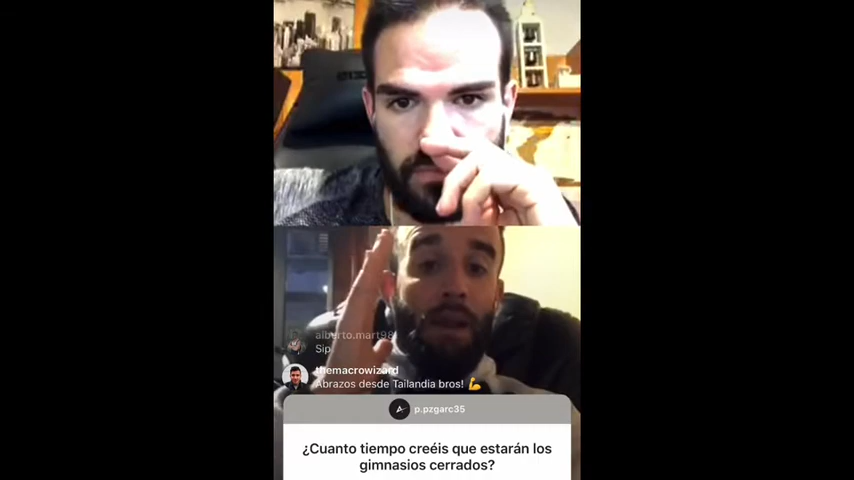 alberto.mart98
Sip
themacrowizard
Abrazos desde Tailandia bros! 💪
p.pzgarc35
¿Cuanto tiempo creéis que estarán los
gimnasios cerrados?